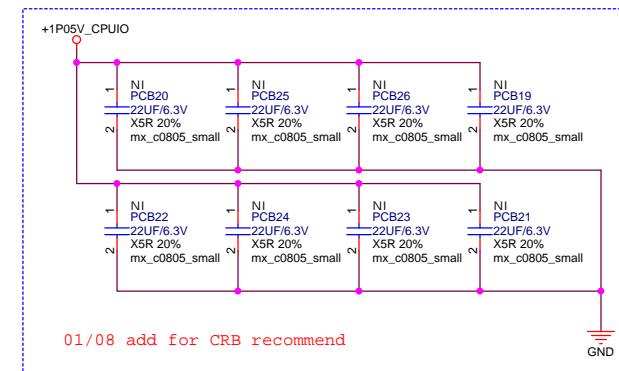 +1P05V_CPUIO
1
2
NI
PCB20
22UF/6.3V
X5R 20%
mx_c0805_small
1
2
NI
PCB25
22UF/6.3V
X5R 20%
mx_c0805_small
1
2
NI
PCB26
22UF/6.3V
X5R 20%
mx_c0805_small
1
2
NI
PCB19
22UF/6.3V
X5R 20%
mx_c0805_small
1
2
NI
PCB22
22UF/6.3V
X5R 20%
mx_c0805_small
1
2
NI
PCB24
22UF/6.3V
X5R 20%
mx_c0805_small
1
2
NI
PCB23
22UF/6.3V
X5R 20%
mx_c0805_small
1
2
NI
PCB21
22UF/6.3V
X5R 20%
mx_c0805_small
01/08 add for CRB recommend
GND